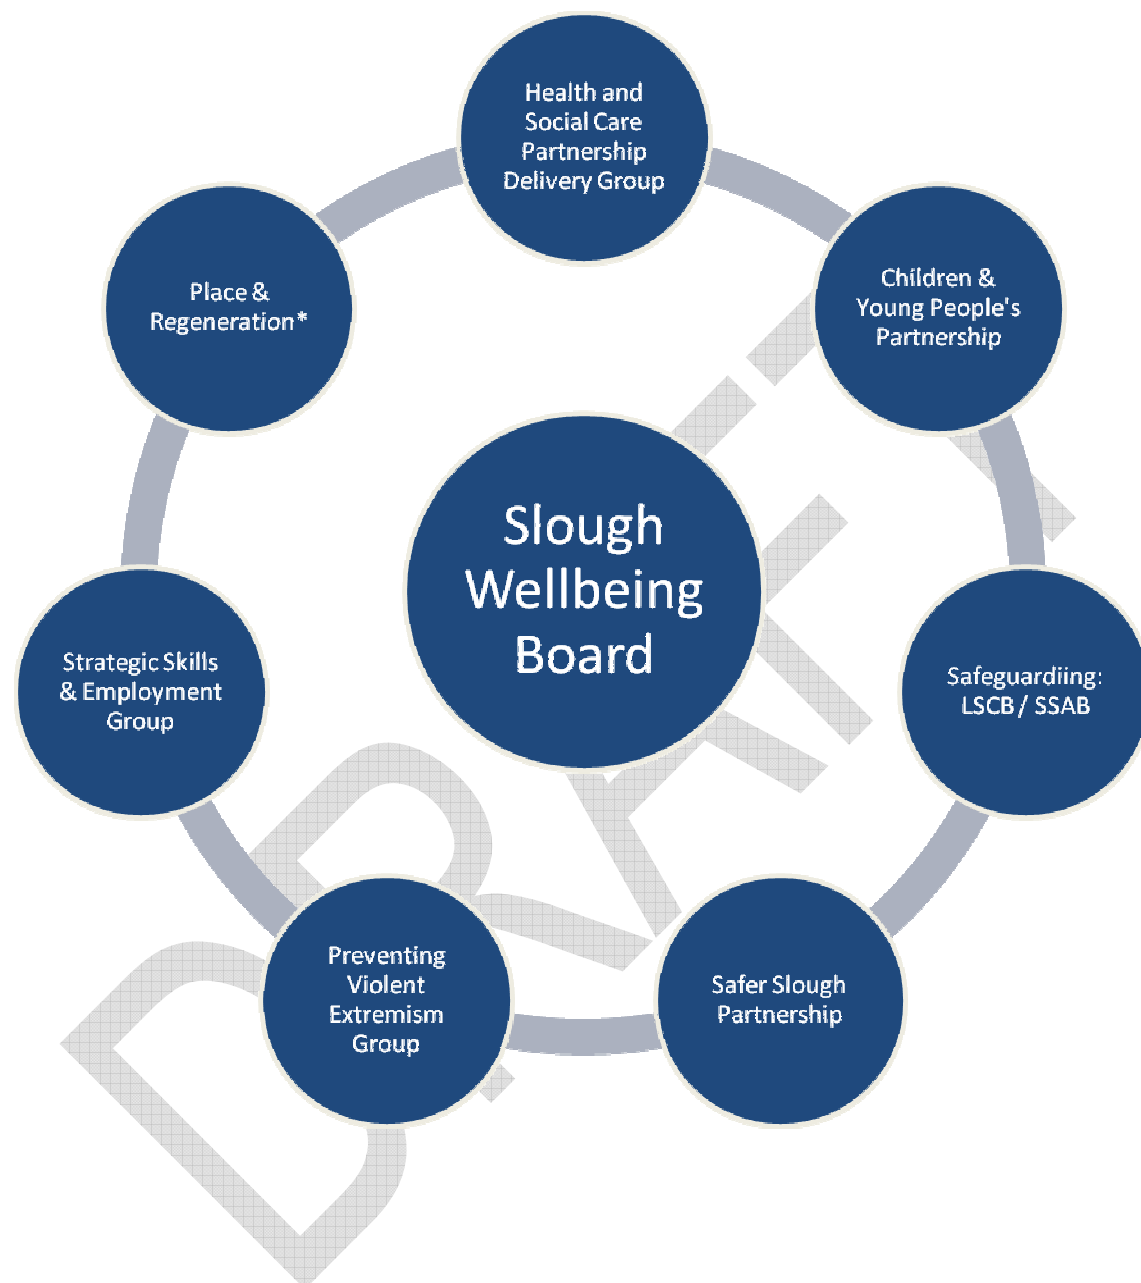 Health and
Social Care
Partnership
Delivery Group
Children &
Young People's
Partnership
Safeguardiing:
LSCB / SSAB
Safer Slough
Partnership
Preventing
Violent
Extremism
Group
Strategic Skills
& Employment
Group
Place &
Regeneration*
Slough
Wellbeing
Board
DRAFT